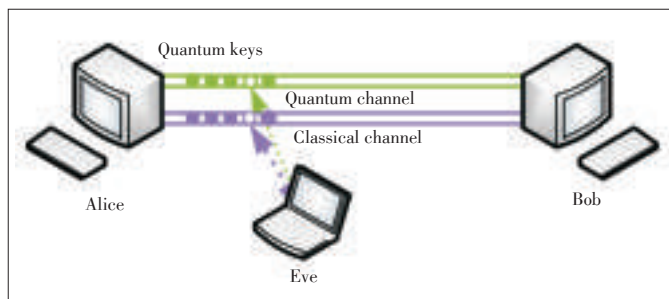 Quantum keys
Quantum channel
Classical channel
Alice
Bob
Eve